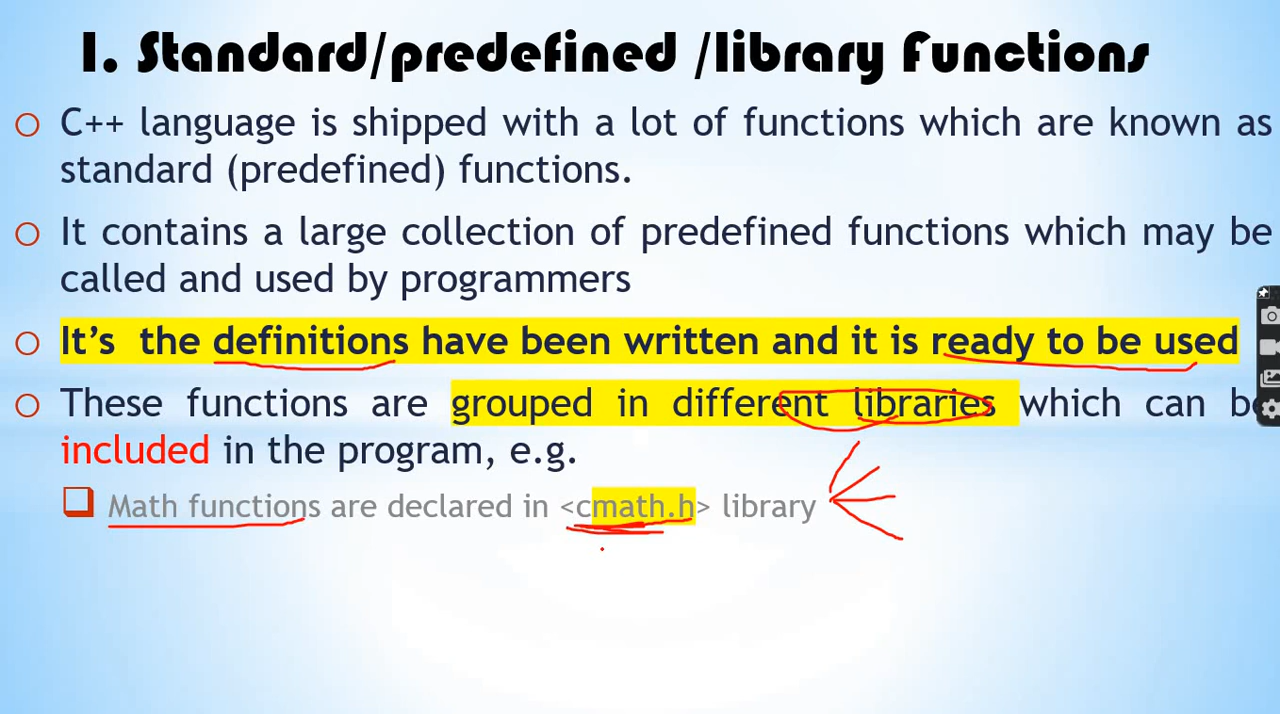 I. Standard/predefined /library Functions
C++ language is shipped with a lot of functions which are known as
standard (predefined) functions.
It contains a large collection of predefined functions which may be
called and used by programmers
It's the definitions have been written and it is ready to be used
These functions are grouped in different libraries which can be
included in the program, e.g.
Math functions are declared in <cmath.h> library